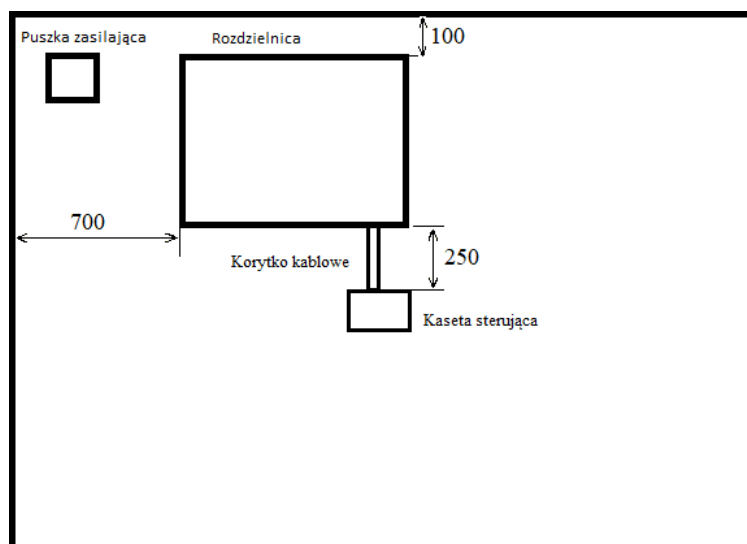 Puszka zasilająca
Rozdzielnica
100
700
Korytko kablowe
250
Kaseta sterująca